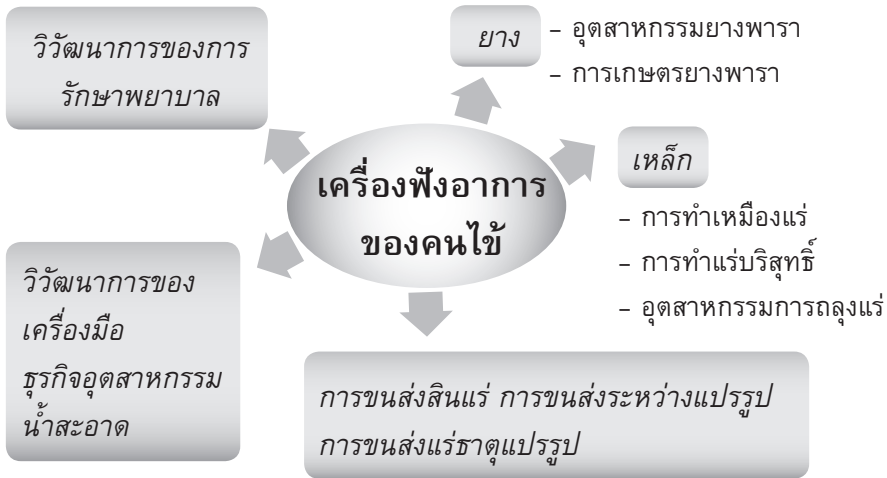 วิวัฒนาการของการ
รักษาพยาบาล
ยาง
– อุตสาหกรรมยางพารา
– การเกษตรยางพารา
เครื่องฟังอาการ
ของคนไข้
เหล็ก
– การทำเหมืองแร่
– การทำแร่บริสุทธิ์
– อุตสาหกรรมการถลุงแร่
วิวัฒนาการของ
เครื่องมือ
ธุรกิจอุตสาหกรรม
น้ำสะอาด
การขนส่งสินแร่ การขนส่งระหว่างแปรรูป
การขนส่งแร่ธาตุแปรรูป